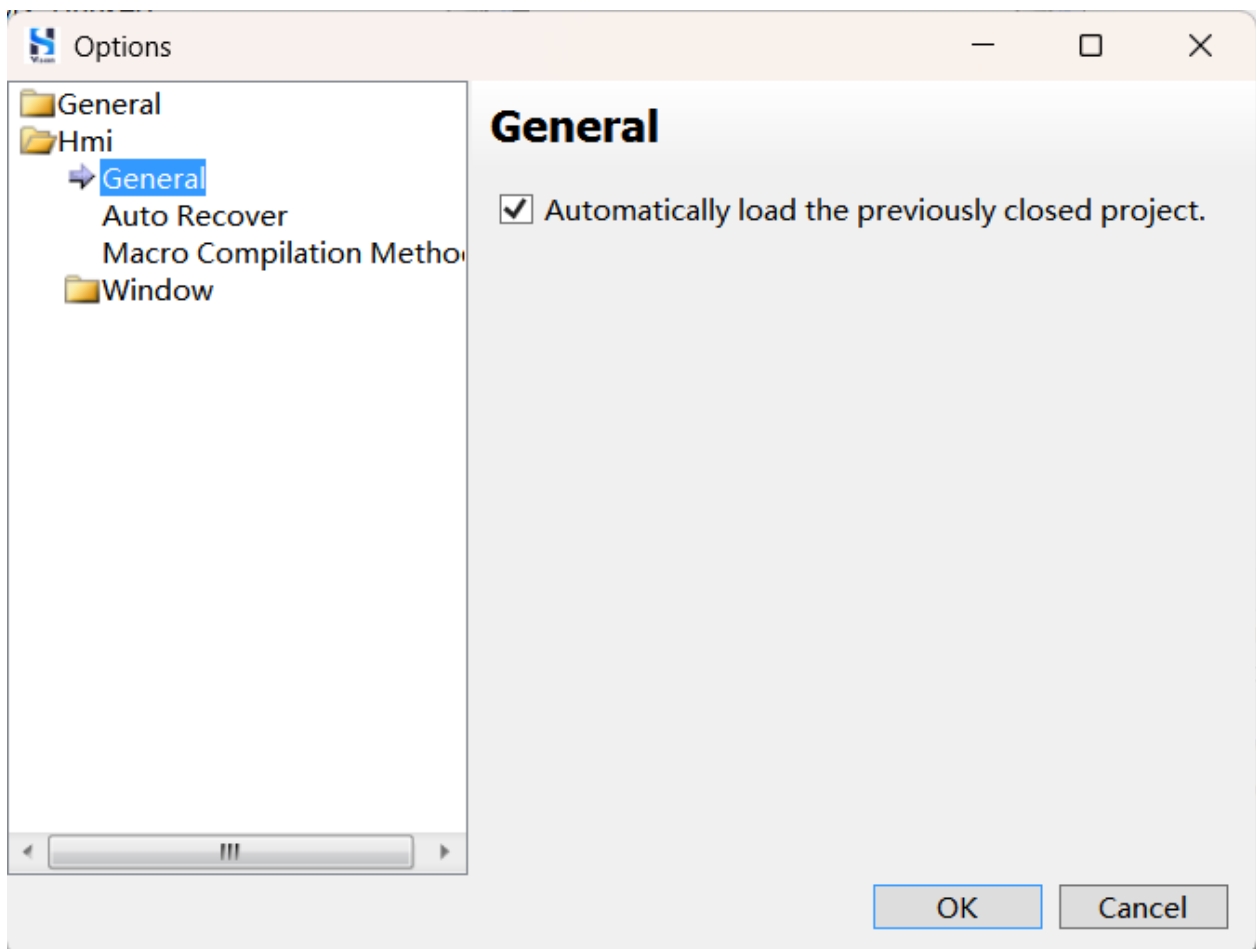 Options
General
Hmi
General
Auto Recover
Macro Compilation Metho
Window
General
Automatically load the previously closed project.
OK
Cancel